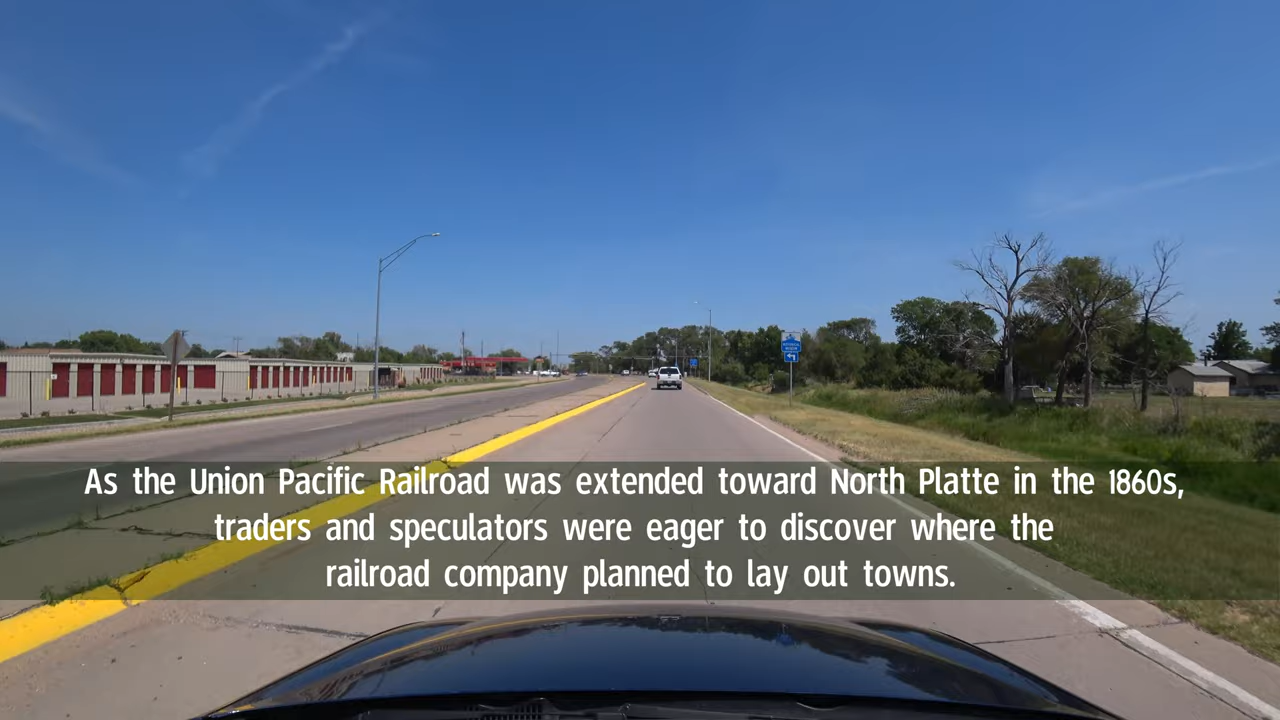 As the Union Pacific Railroad was extended toward North Platte in the 1860s,
traders and speculators were eager to discover where the
railroad company planned to lay out towns.